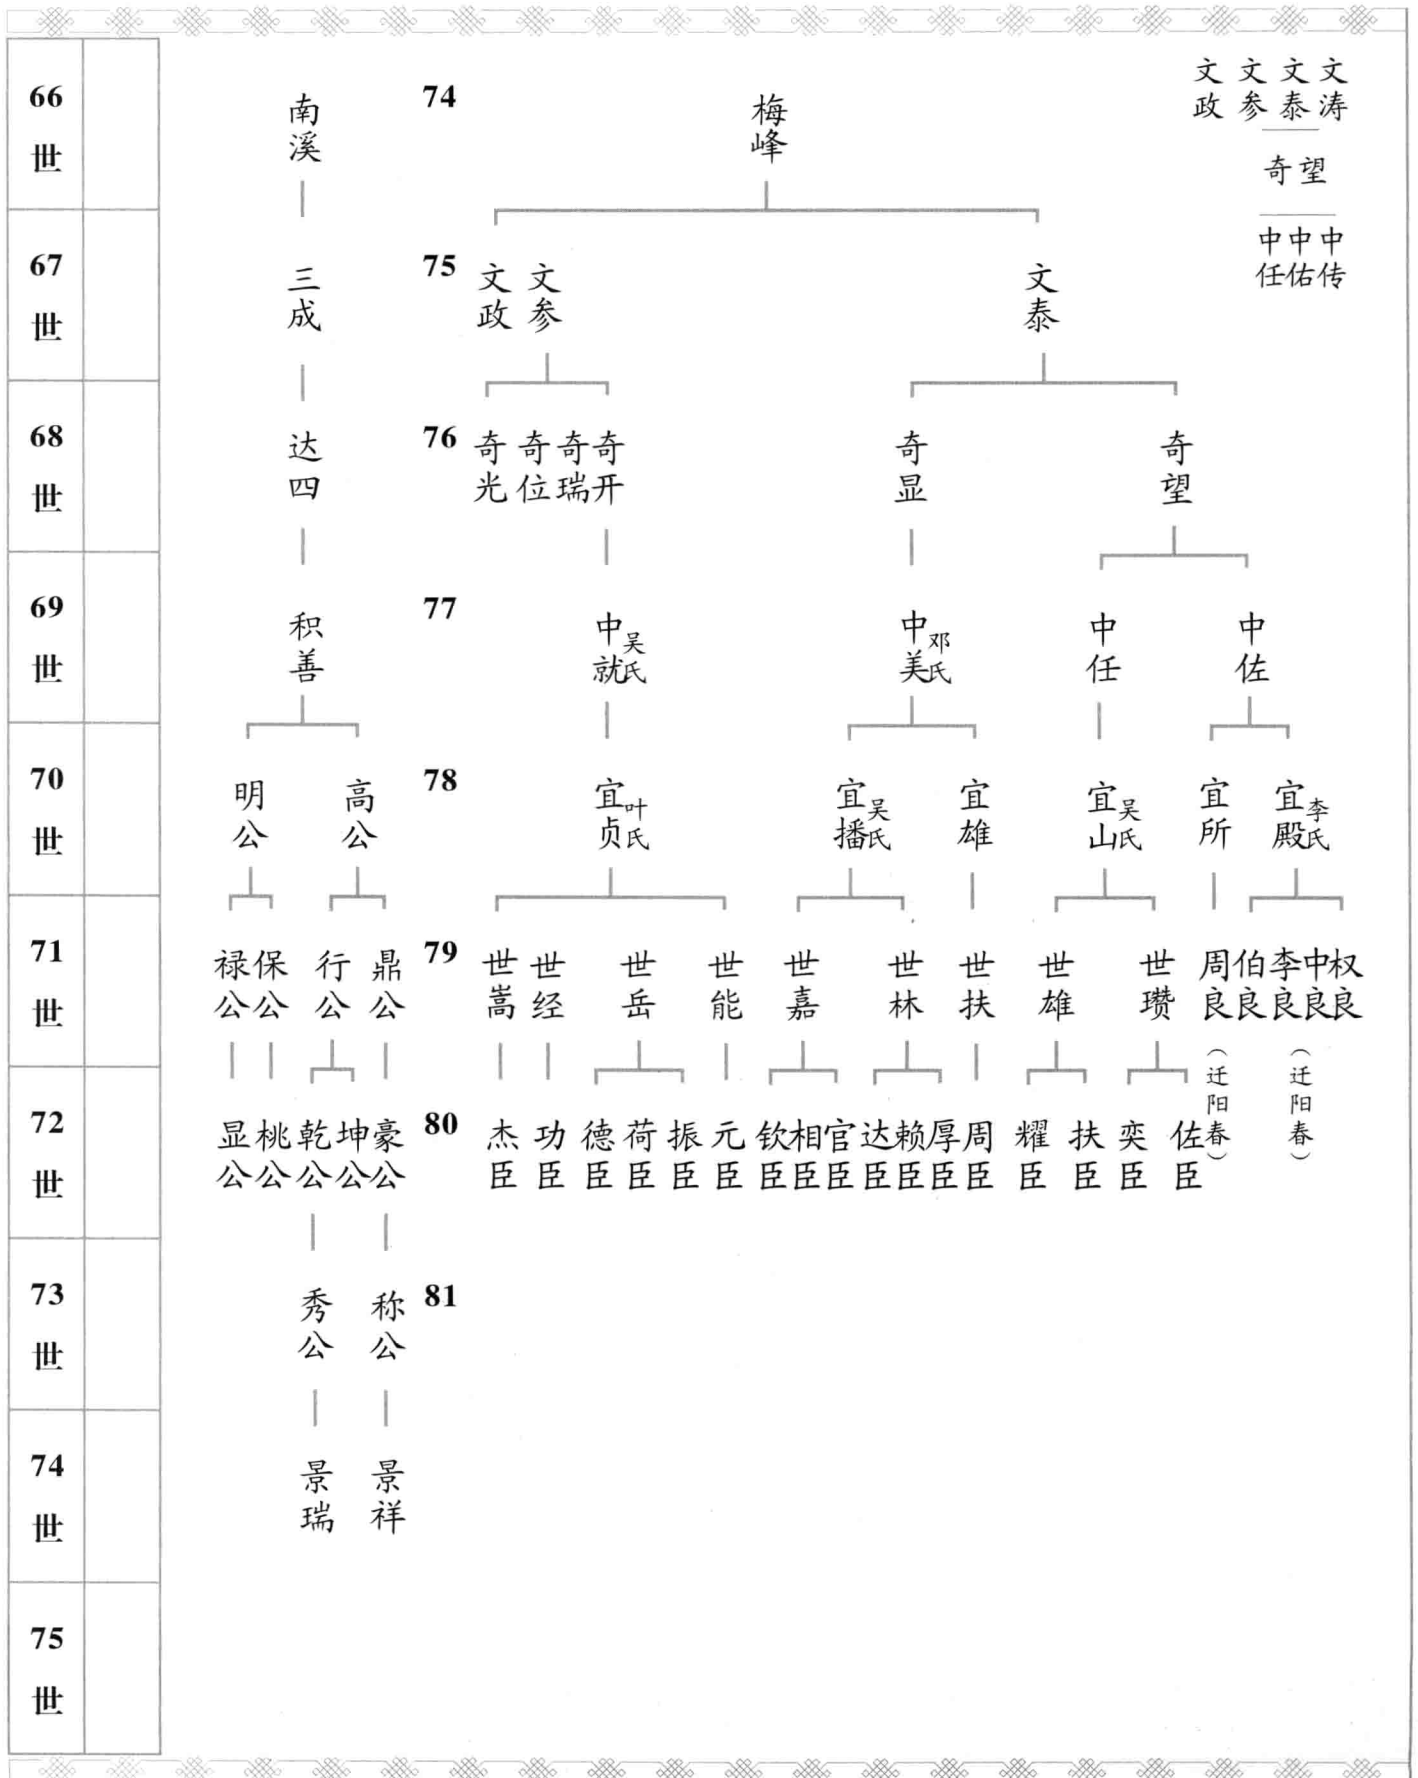 66世
南溪
74
梅峰
文政 文参 文泰 文涛
奇望
中任 中佑 中传
67世
三成
75
文政 文参 文泰
68世
达四
76
奇光 奇位 奇瑞 奇开 奇显 奇望
69世
积善
77
中就 吴氏 中美 邓氏 中任 中佐
70世
明公 高公
78
宜贞 叶氏 宜播 吴氏 宜雄 宜山 吴氏 宜所 宜殿 李氏
71世
禄公 保公 行公 鼎公
79
世嵩 世经 世岳 世能 世嘉 世林 世扶 世雄 世瓒 周良 伯良 李良 中良 权良
(迁阳春) (迁阳春)
72世
显公 桃公 乾公 坤公 豪公
80
杰臣 功臣 德臣 荷臣 振臣 元臣 钦臣 相臣 官臣 达臣 赖臣 厚臣 周臣 耀臣 扶臣 奕臣 佐臣
73世
秀公 称公
81
74世
景瑞 景祥
75世